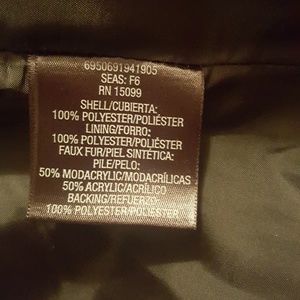 6950691941905
SEAS: F6
RN 15099
SHELL/CUBIERTA:
100% POLYESTER/POLIÉSTER
LINING/FORRO:
100% POLYESTER/POLIÉSTER
FAUX FUR/PIEL SINTÉTICA:
PILE/PELO:
50% MODACRYLIC/MODACRÍLICAS
50% ACRYLIC/ACRÍLICO
BACKING/REFUERZO:
100% POLYESTER/POLIÉSTER